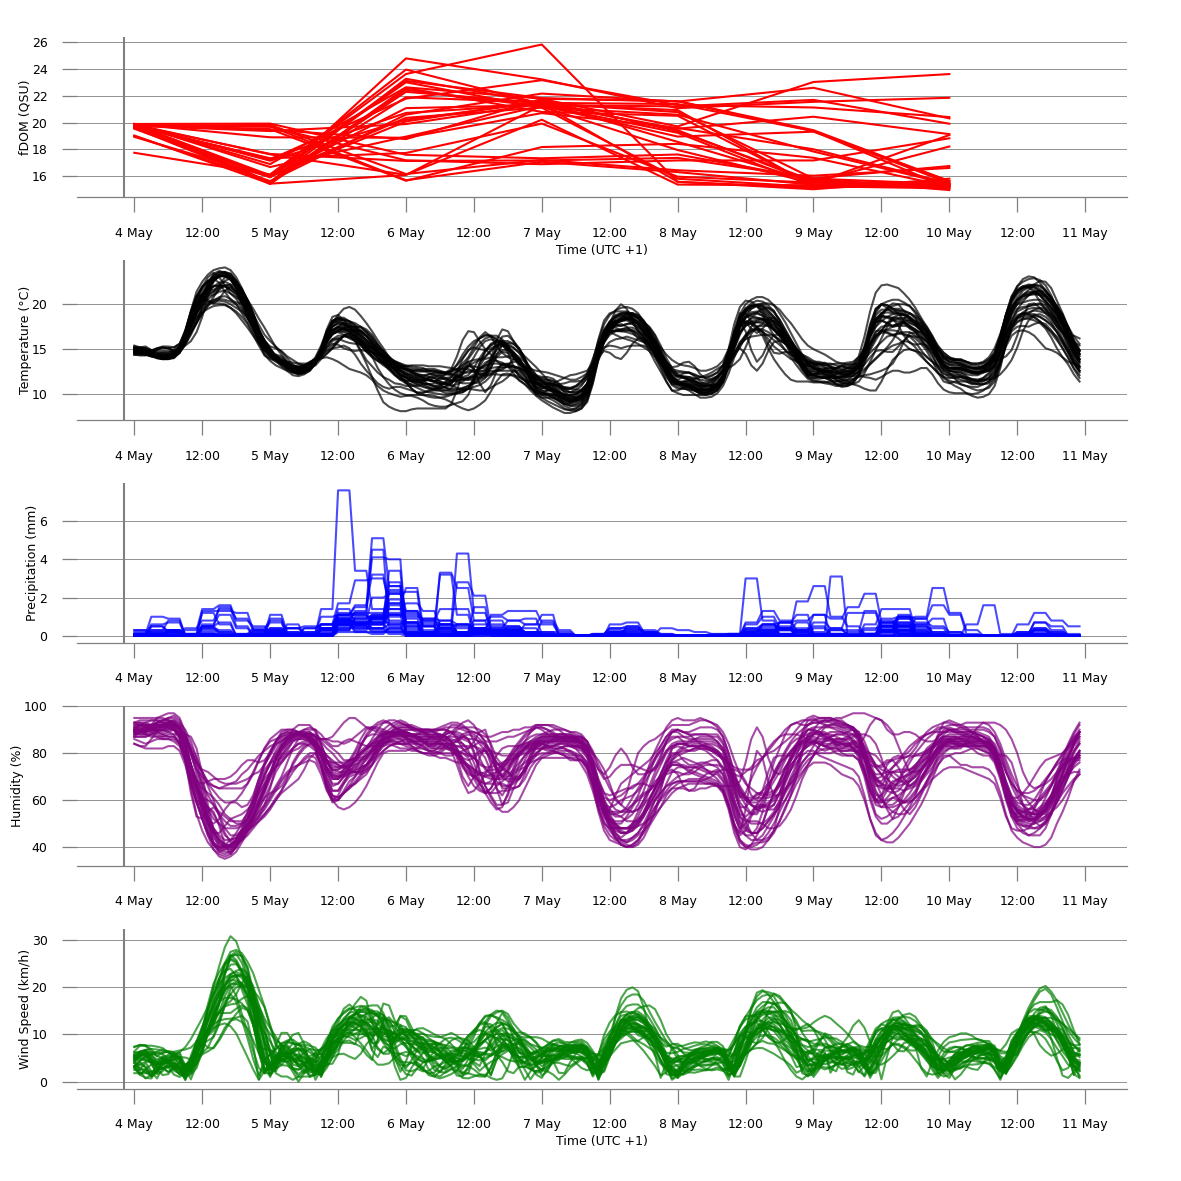 fDOM (QSU)
26
24
22
20
18
16
4 May 12:00 5 May 12:00 6 May 12:00 7 May 12:00 8 May 12:00 9 May 12:00 10 May 12:00 11 May
Time (UTC +1)
Temperature (°C)
20
15
10
4 May 12:00 5 May 12:00 6 May 12:00 7 May 12:00 8 May 12:00 9 May 12:00 10 May 12:00 11 May
Precipitation (mm)
6
4
2
0
4 May 12:00 5 May 12:00 6 May 12:00 7 May 12:00 8 May 12:00 9 May 12:00 10 May 12:00 11 May
Humidity (%)
100
80
60
40
4 May 12:00 5 May 12:00 6 May 12:00 7 May 12:00 8 May 12:00 9 May 12:00 10 May 12:00 11 May
Wind Speed (km/h)
30
20
10
0
4 May 12:00 5 May 12:00 6 May 12:00 7 May 12:00 8 May 12:00 9 May 12:00 10 May 12:00 11 May
Time (UTC +1)